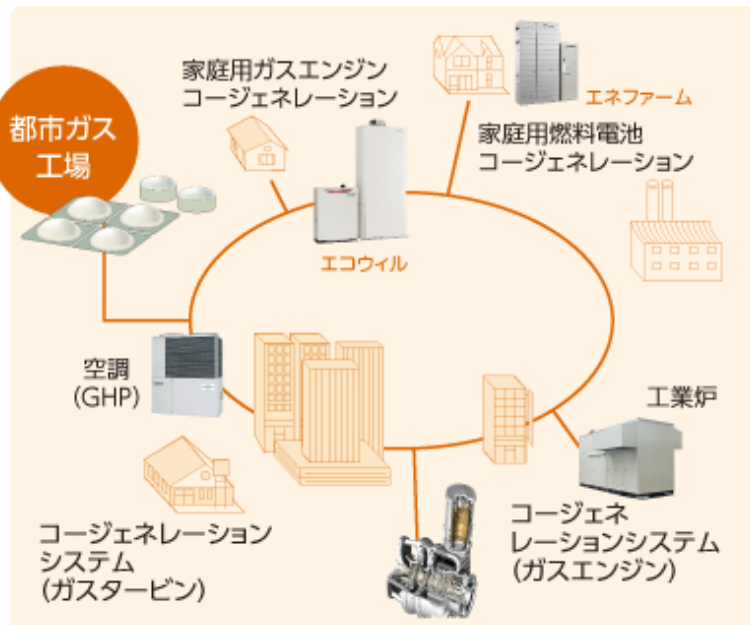 都市ガス
工場
家庭用ガスエンジン
コージェネレーション
エコウィル
エネファーム
家庭用燃料電池
コージェネレーション
空調
(GHP)
工業炉
コージェネレーション
システム
(ガスタービン)
コージェネ
レーションシステム
(ガスエンジン)